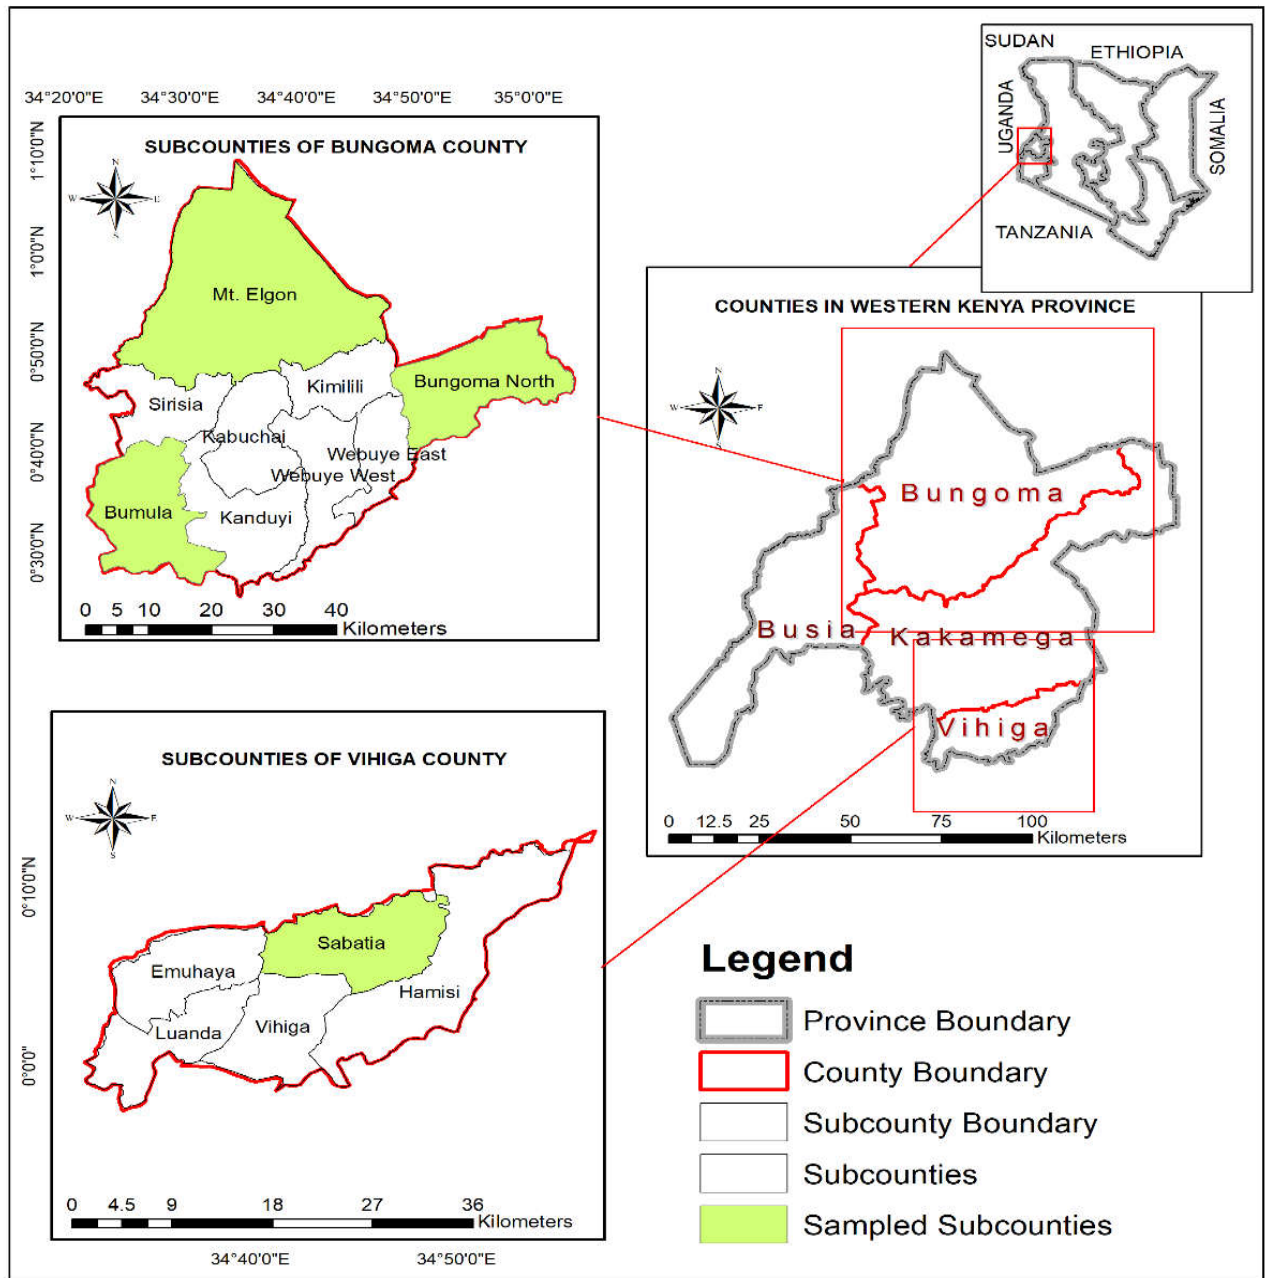 SUDAN
ETHIOPIA
UGANDA
SOMALIA
TANZANIA
34°20'0"E 34°30'0"E 34°40'0"E 34°50'0"E 35°0'0"E
1°10'0"N
1°0'0"N
0°50'0"N
0°40'0"N
0°30'0"N
SUBCOUNTIES OF BUNGOMA COUNTY
N
W E
S
Mt. Elgon
Kimilili
Bungoma North
Sirisia
Kabuchai
Webuye East
Webuye West
Bumula
Kanduyi
0 5 10 20 30 40
Kilometers
COUNTIES IN WESTERN KENYA PROVINCE
N
W E
S
Bungoma
Busia
Kakamega
Vihiga
0 12.5 25 50 75 100
Kilometers
SUBCOUNTIES OF VIHIGA COUNTY
N
W E
S
0°10'0"N
0°0'0"
Sabatia
Emuhaya
Hamisi
Luanda
Vihiga
0 4.5 9 18 27 36
Kilometers
34°40'0"E 34°50'0"E
Legend
Province Boundary
County Boundary
Subcounty Boundary
Subcounties
Sampled Subcounties